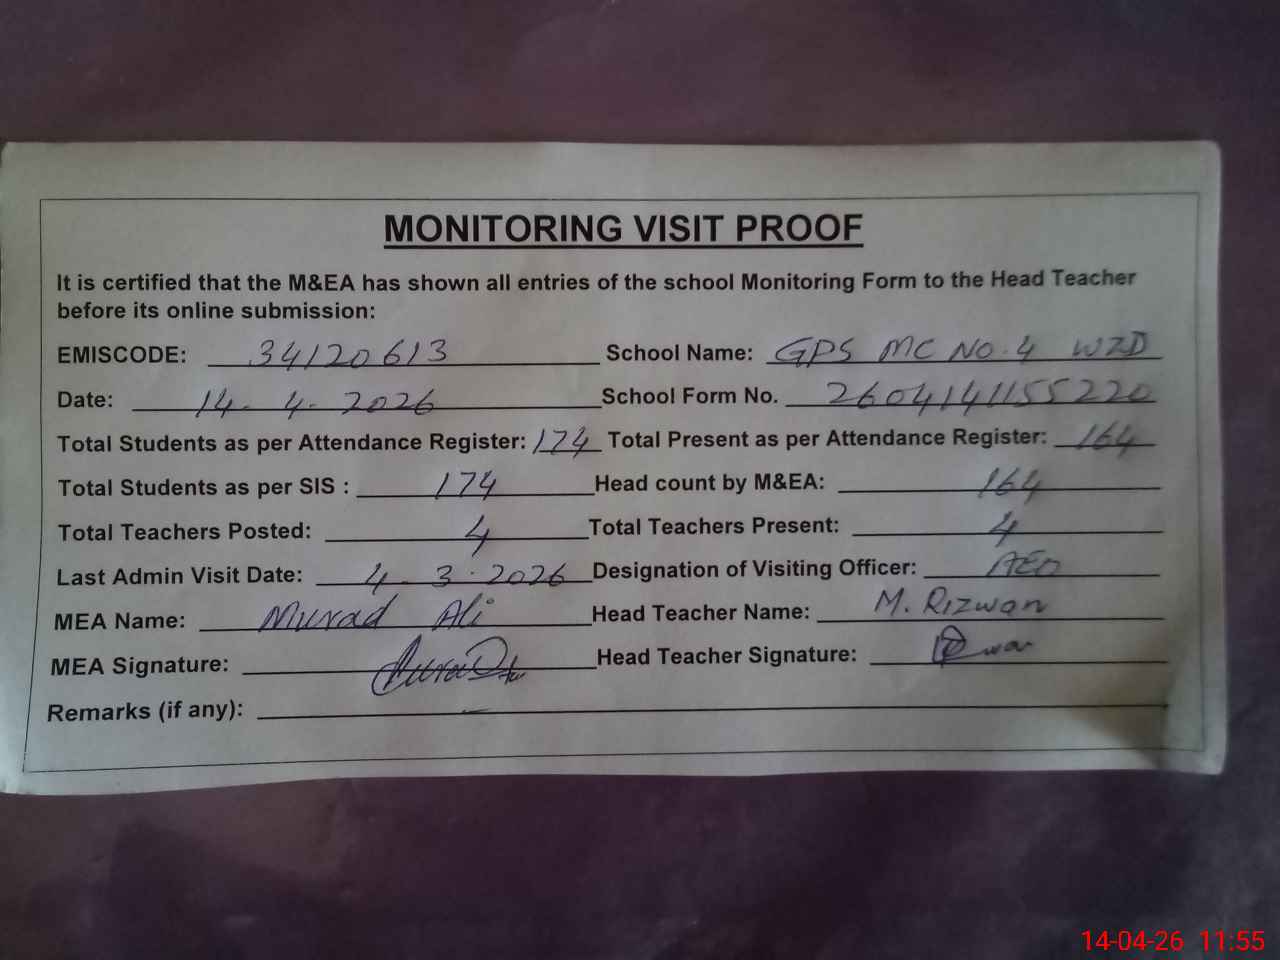 MONITORING VISIT PROOF
It is certified that the M&EA has shown all entries of the school Monitoring Form to the Head Teacher
before its online submission:
EMISCODE: 34120613 School Name: GPS MC NO.4 WZD
Date: 14-4-2026 School Form No. 2604141155220
Total Students as per Attendance Register: 174 Total Present as per Attendance Register: 164
Total Students as per SIS : 174 Head count by M&EA: 164
Total Teachers Posted: 4 Total Teachers Present: 4
Last Admin Visit Date: 4-3-2026 Designation of Visiting Officer: AEO
MEA Name: Murad Ali Head Teacher Name: M. Rizwan
MEA Signature: Head Teacher Signature:
Remarks (if any): –
14-04-26 11:55